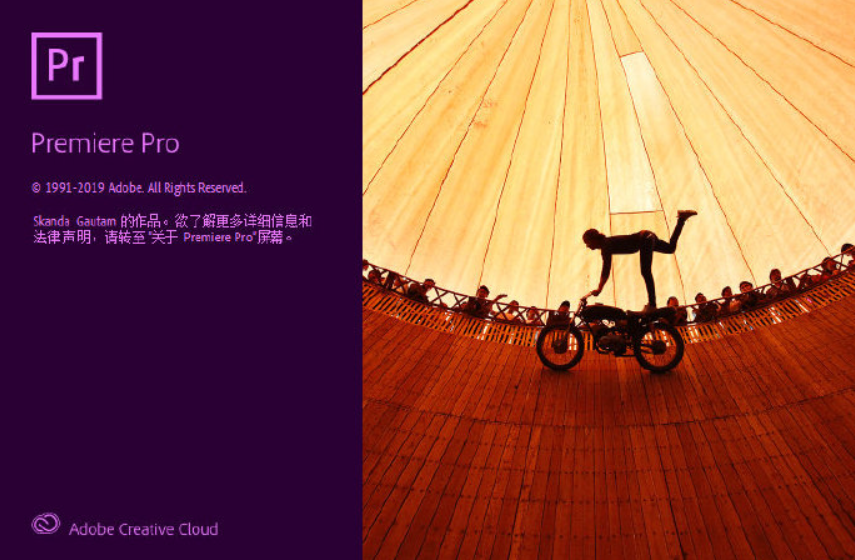 Pr
Premiere Pro
© 1991-2019 Adobe. All Rights Reserved.
Skanda Gautam 的作品。欲了解更多详细信息和
法律声明，请转至"关于 Premiere Pro"屏幕。
Adobe Creative Cloud